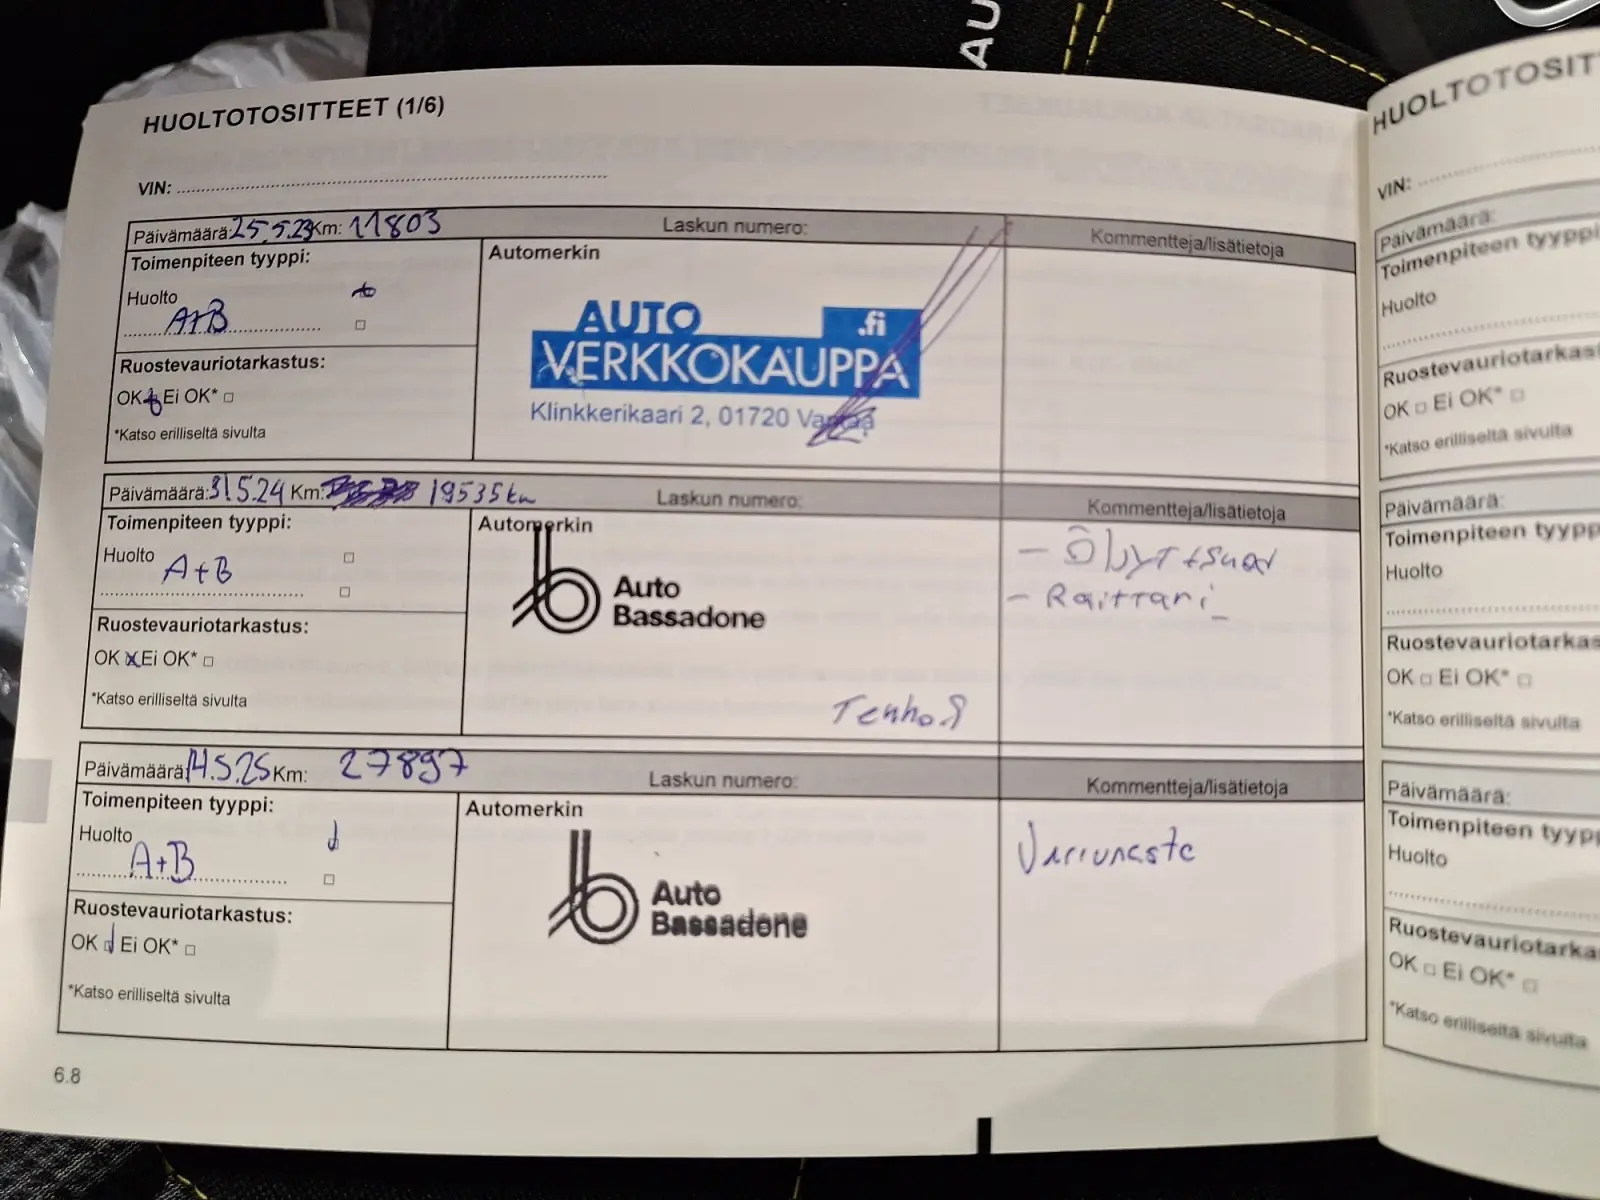 AU
HUOLTOTOSITTEET (1/6)
VIN:
Päivämäärä: 25.5.23 Km: 11803 Laskun numero: Kommentteja/lisätietoja
Toimenpiteen tyyppi: Automerkin
Huolto
A+B
AUTO
VERKKOKAUPPA .fi
Klinkkerikaari 2, 01720 Vantaa
Ruostevauriotarkastus:
OK Ei OK*
*Katso erilliseltä sivulta
Päivämäärä: 31.5.24 Km: 19535km Laskun numero: Kommentteja/lisätietoja
Toimenpiteen tyyppi: Automerkin
Huolto
A+B
Auto
Bassadone
- Raittari
Ruostevauriotarkastus:
OK x Ei OK*
*Katso erilliseltä sivulta
Päivämäärä: 14.5.25 Km: 27897 Laskun numero: Kommentteja/lisätietoja
Toimenpiteen tyyppi: Automerkin
Huolto
A+B
Auto
Bassadone
Ruostevauriotarkastus:
OK Ei OK*
*Katso erilliseltä sivulta
6.8
HUOLTOTOSIT
VIN:
Päivämäärä:
Toimenpiteen tyyppi
Huolto
Ruostevauriotarkas
OK Ei OK*
*Katso erilliseltä sivulta
Päivämäärä:
Toimenpiteen tyypp
Huolto
Ruostevauriotarkas
OK Ei OK*
*Katso erilliseltä sivulta
Päivämäärä:
Toimenpiteen tyypp
Huolto
Ruostevauriotarka
OK Ei OK*
*Katso erilliseltä sivulta